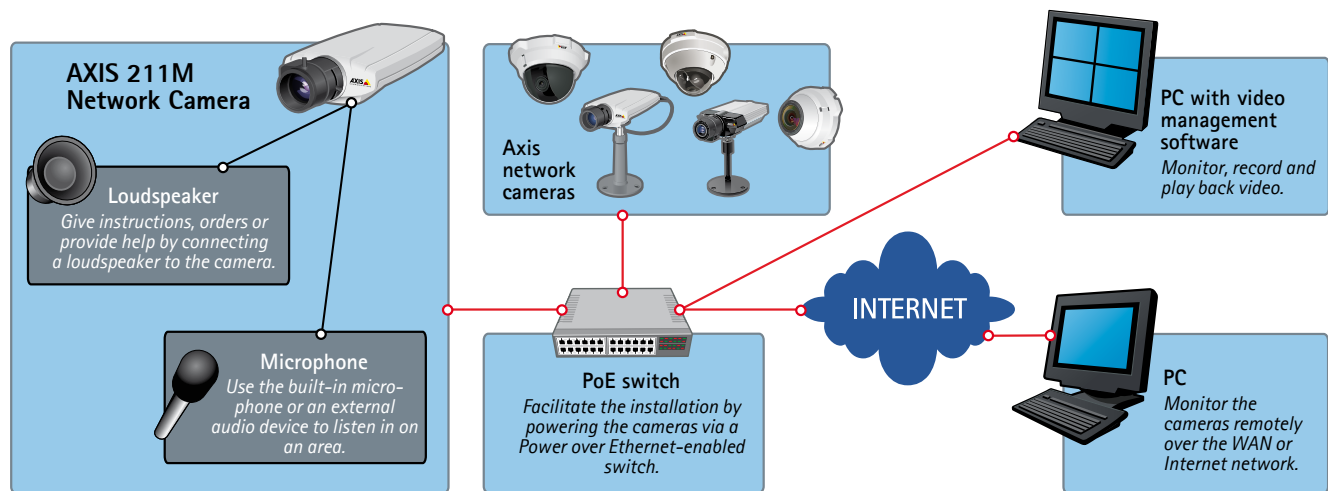 AXIS 211M
Network Camera
AXIS
Loudspeaker
Give instructions, orders or
provide help by connecting
a loudspeaker to the camera.
Microphone
Use the built-in micro-
phone or an external
audio device to listen in on
an area.
Axis
network
cameras
PoE switch
Facilitate the installation by
powering the cameras via a
Power over Ethernet-enabled
switch.
INTERNET
PC with video
management
software
Monitor, record and
play back video.
PC
Monitor the
cameras remotely
over the WAN or
Internet network.